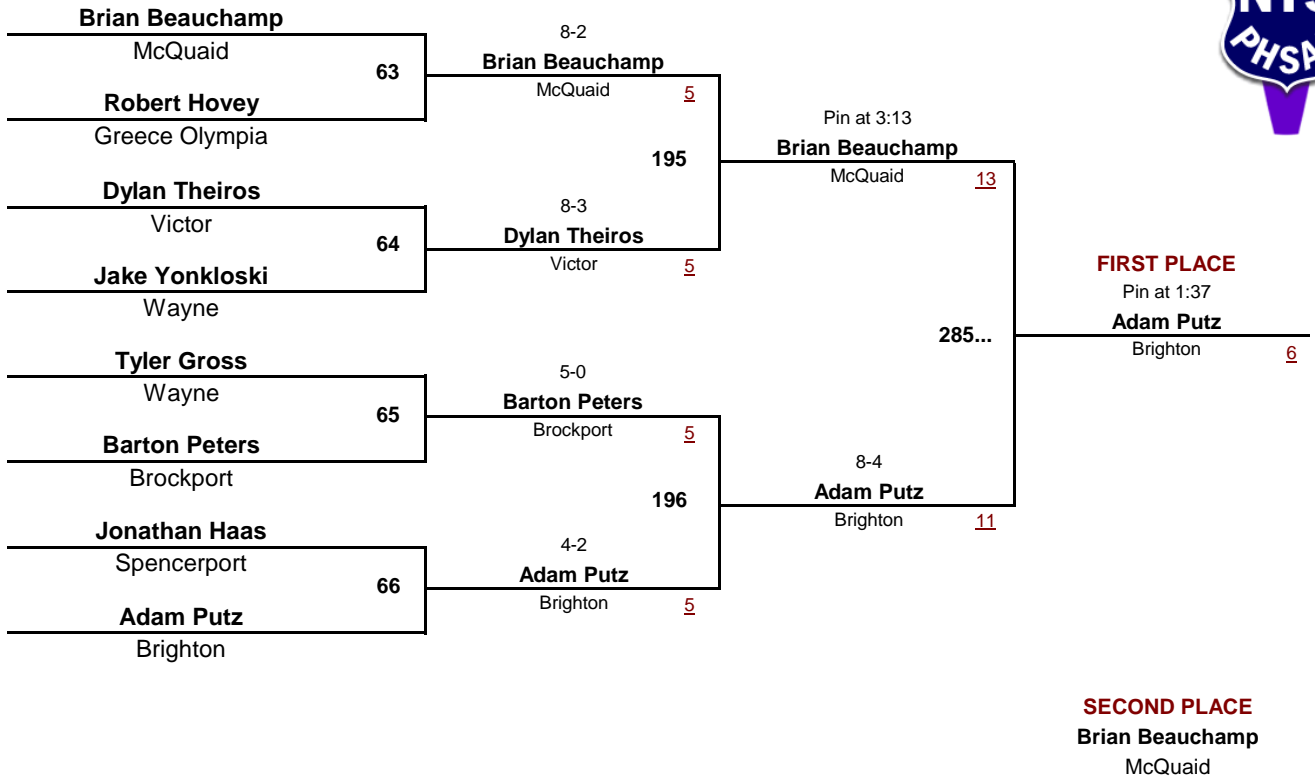 Brian Beauchamp
McQuaid
63
Robert Hovey
Greece Olympia
Dylan Theiros
Victor
64
Jake Yonkloski
Wayne
Tyler Gross
Wayne
65
Barton Peters
Brockport
Jonathan Haas
Spencerport
66
Adam Putz
Brighton
8-2
Brian Beauchamp
McQuaid 5
195
8-3
Dylan Theiros
Victor 5
5-0
Barton Peters
Brockport 5
196
4-2
Adam Putz
Brighton 5
Pin at 3:13
Brian Beauchamp
McQuaid 13
285...
8-4
Adam Putz
Brighton 11
FIRST PLACE
Pin at 1:37
Adam Putz
Brighton 6
SECOND PLACE
Brian Beauchamp
McQuaid
NYS
PHSA